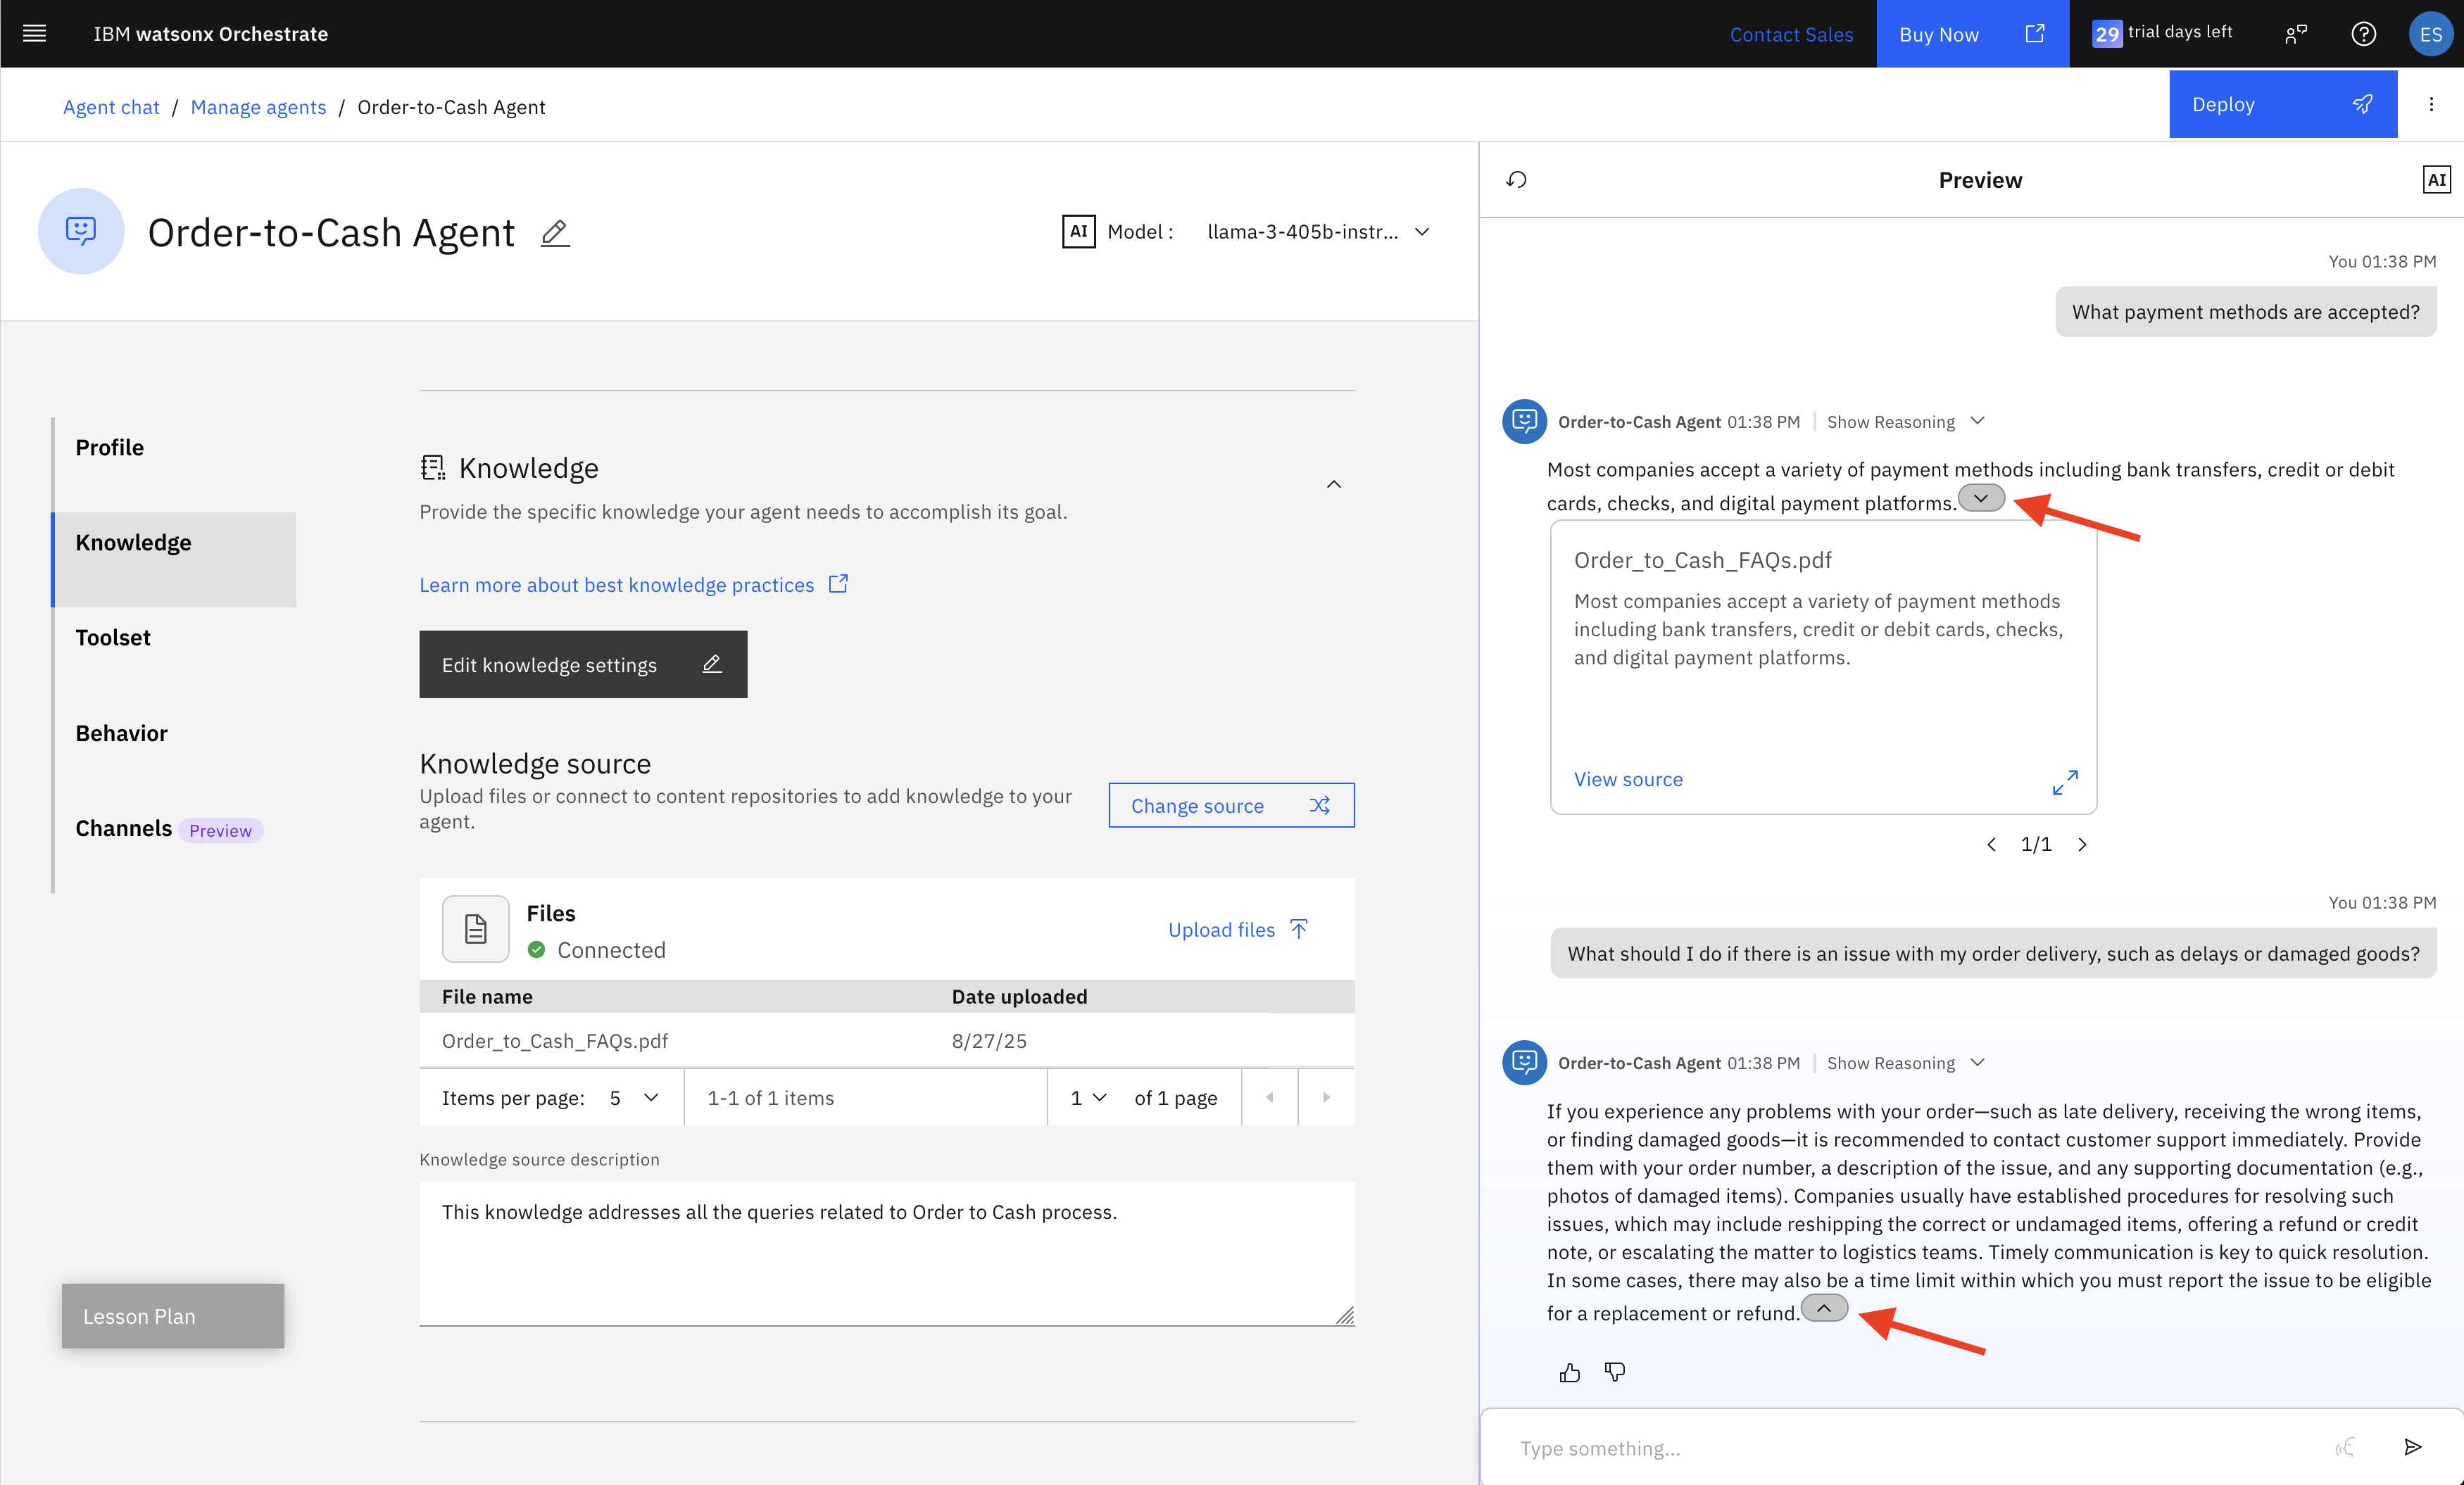 IBM watsonx Orchestrate
Contact Sales
Buy Now
29 trial days left
ES
Agent chat / Manage agents / Order-to-Cash Agent
Deploy
Order-to-Cash Agent
AI Model : llama-3-405b-instr...
Profile
Knowledge
Toolset
Behavior
Channels Preview
Lesson Plan
Knowledge
Provide the specific knowledge your agent needs to accomplish its goal.
Learn more about best knowledge practices
Edit knowledge settings
Knowledge source
Upload files or connect to content repositories to add knowledge to your
agent.
Change source
Files
Connected
Upload files
File name Date uploaded
Order_to_Cash_FAQs.pdf 8/27/25
Items per page: 5 1-1 of 1 items 1 of 1 page
Knowledge source description
This knowledge addresses all the queries related to Order to Cash process.
Preview
AI
You 01:38 PM
What payment methods are accepted?
Order-to-Cash Agent 01:38 PM Show Reasoning
Most companies accept a variety of payment methods including bank transfers, credit or debit
cards, checks, and digital payment platforms.
Order_to_Cash_FAQs.pdf
Most companies accept a variety of payment methods
including bank transfers, credit or debit cards, checks,
and digital payment platforms.
View source
1/1
You 01:38 PM
What should I do if there is an issue with my order delivery, such as delays or damaged goods?
Order-to-Cash Agent 01:38 PM Show Reasoning
If you experience any problems with your order—such as late delivery, receiving the wrong items,
or finding damaged goods—it is recommended to contact customer support immediately. Provide
them with your order number, a description of the issue, and any supporting documentation (e.g.,
photos of damaged items). Companies usually have established procedures for resolving such
issues, which may include reshipping the correct or undamaged items, offering a refund or credit
note, or escalating the matter to logistics teams. Timely communication is key to quick resolution.
In some cases, there may also be a time limit within which you must report the issue to be eligible
for a replacement or refund.
Type something...